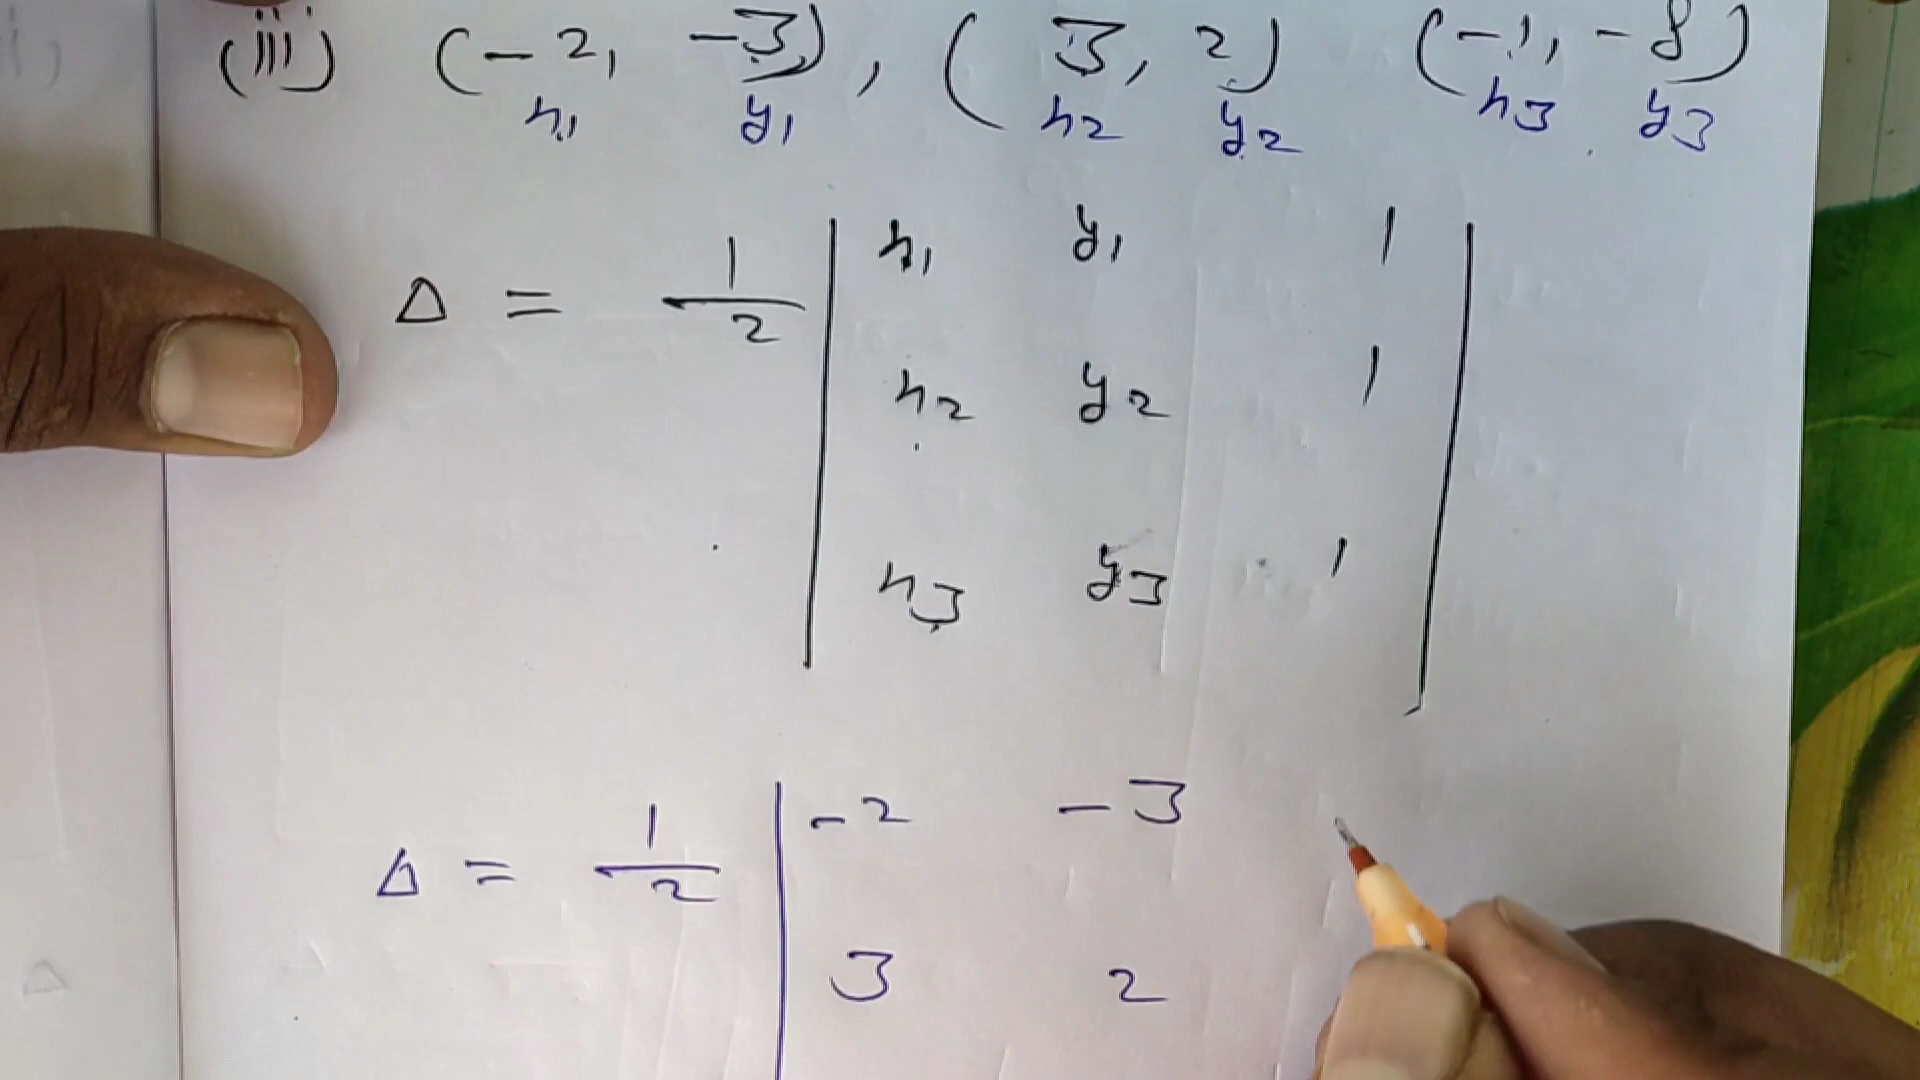 (iii) (-2, -3), (3, 2) (-1, -8)
x1 y1 x2 y2 x3 y3
Δ = 1/2 | x1 y1 1 |
x2 y2 1
x3 y3 1
Δ = 1/2 | -2 -3
3 2